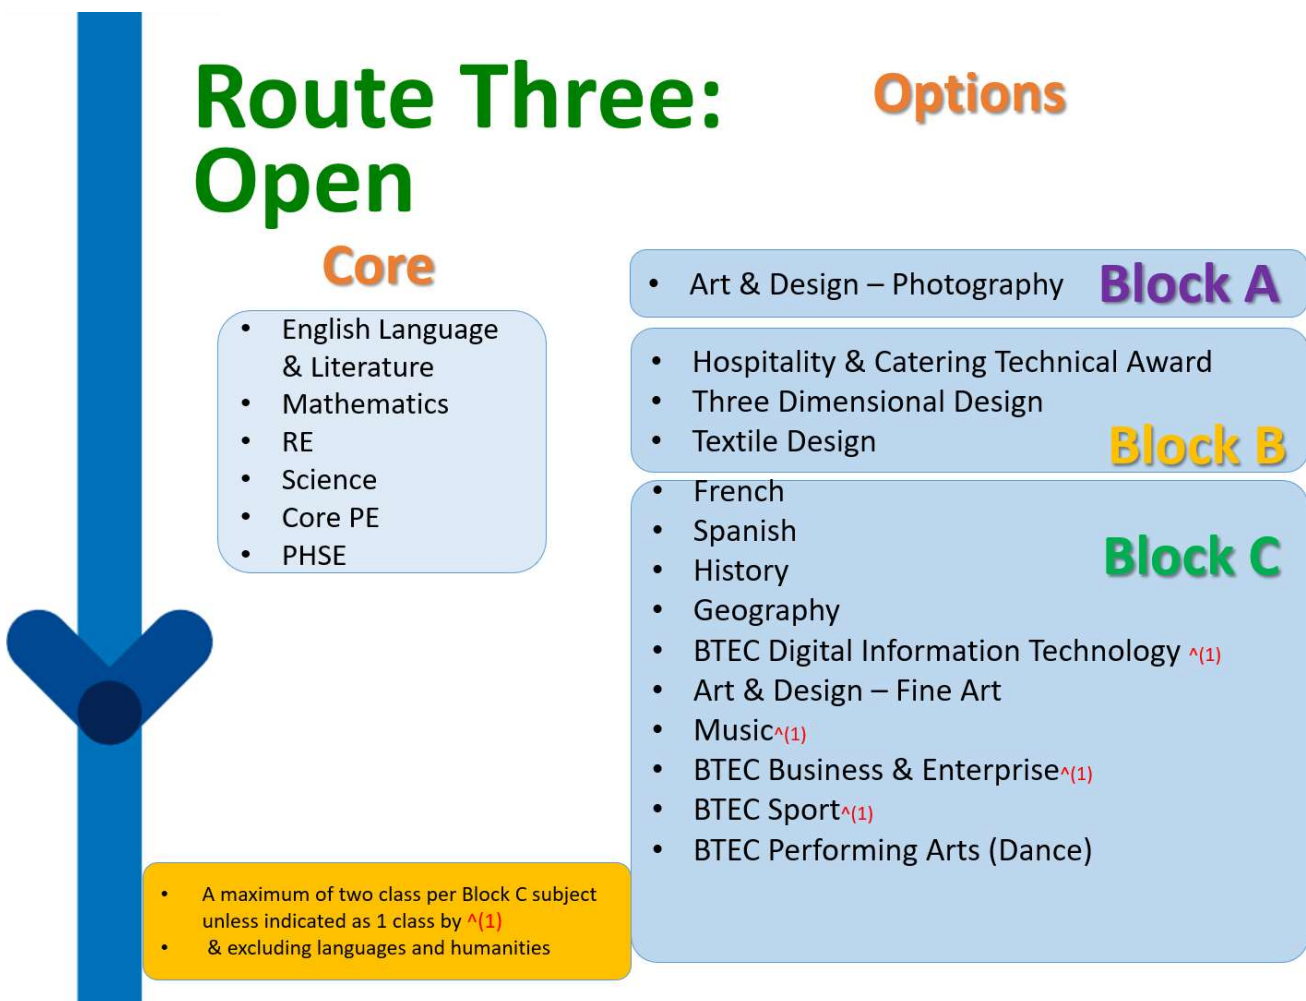 Route Three:
Open
Options
Core
• English Language
& Literature
• Mathematics
• RE
• Science
• Core PE
• PHSE
• Art & Design – Photography
Block A
• Hospitality & Catering Technical Award
• Three Dimensional Design
• Textile Design
Block B
• French
• Spanish
• History
• Geography
• BTEC Digital Information Technology ^(1)
• Art & Design – Fine Art
• Music^(1)
• BTEC Business & Enterprise^(1)
• BTEC Sport^(1)
• BTEC Performing Arts (Dance)
Block C
• A maximum of two class per Block C subject
unless indicated as 1 class by ^(1)
• & excluding languages and humanities